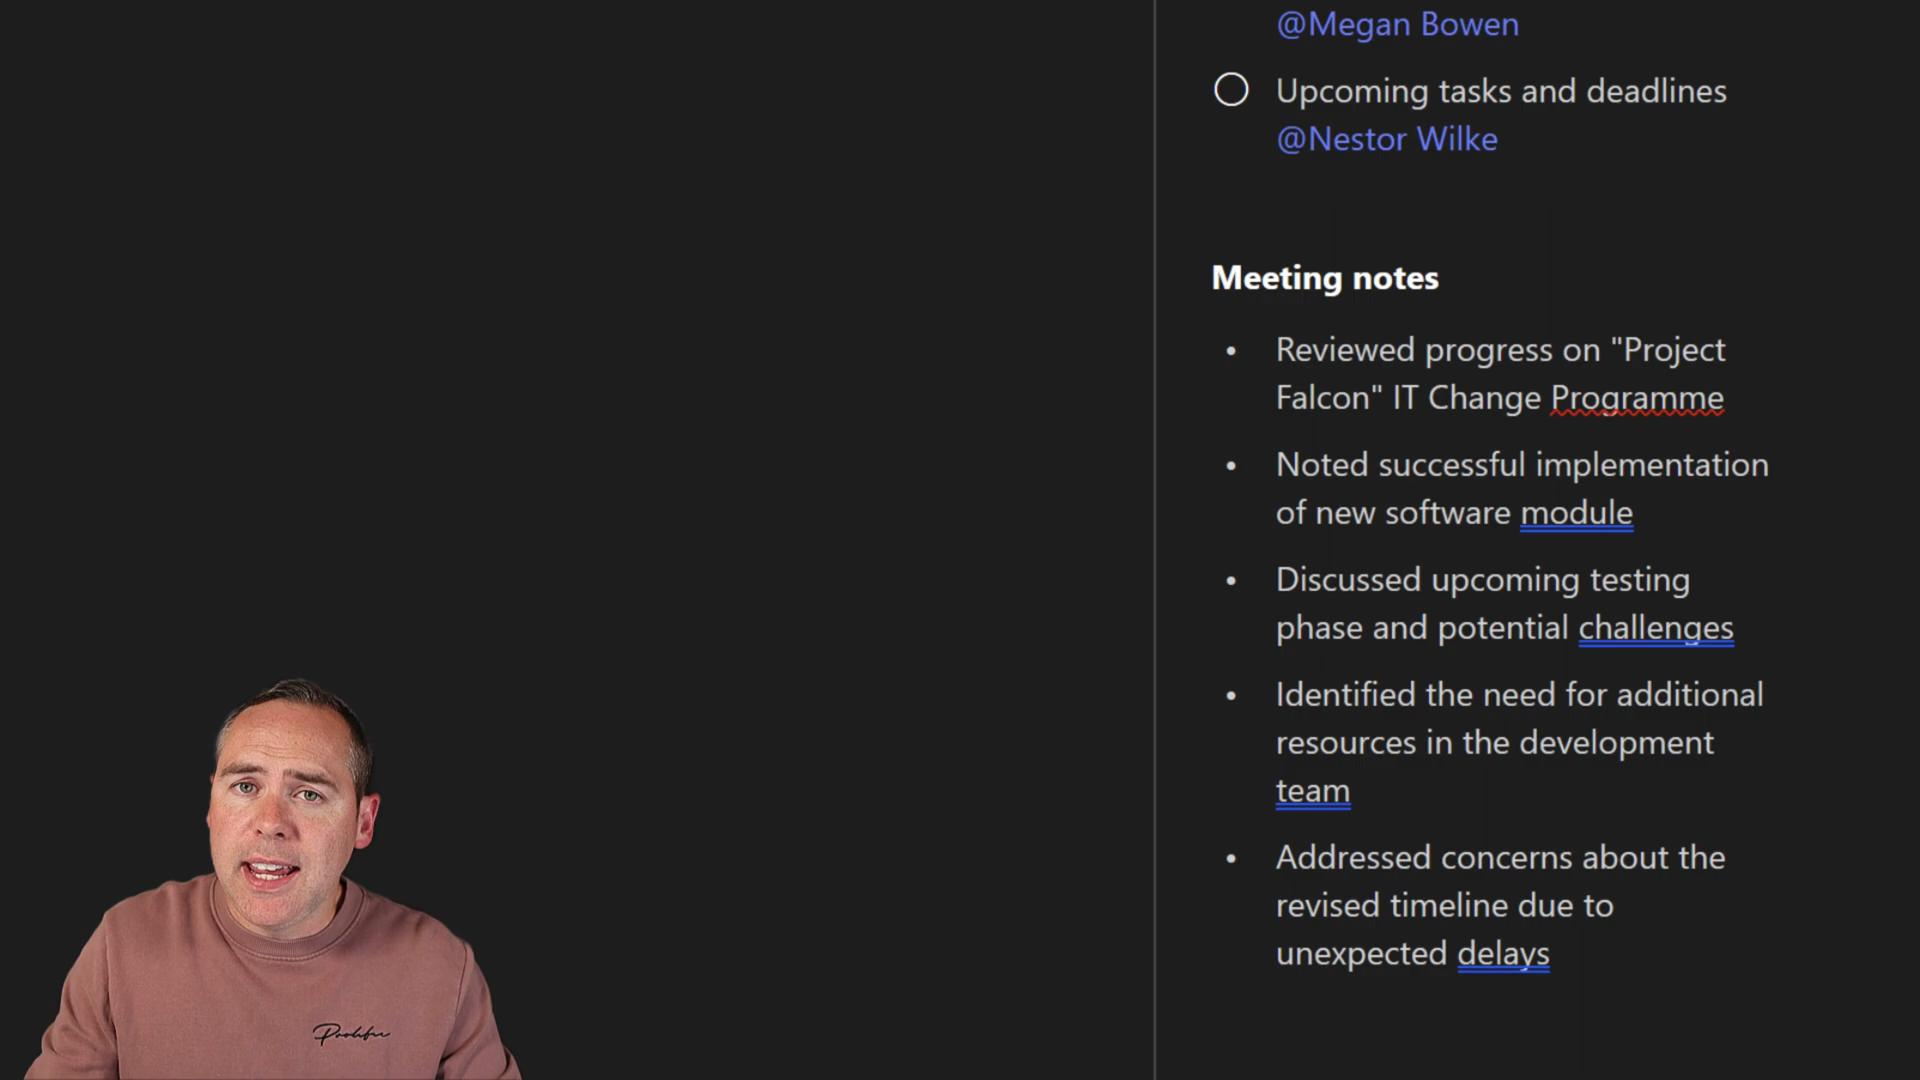 @Megan Bowen
Upcoming tasks and deadlines
@Nestor Wilke
Meeting notes
• Reviewed progress on "Project
Falcon" IT Change Programme
• Noted successful implementation
of new software module
• Discussed upcoming testing
phase and potential challenges
• Identified the need for additional
resources in the development
team
• Addressed concerns about the
revised timeline due to
unexpected delays